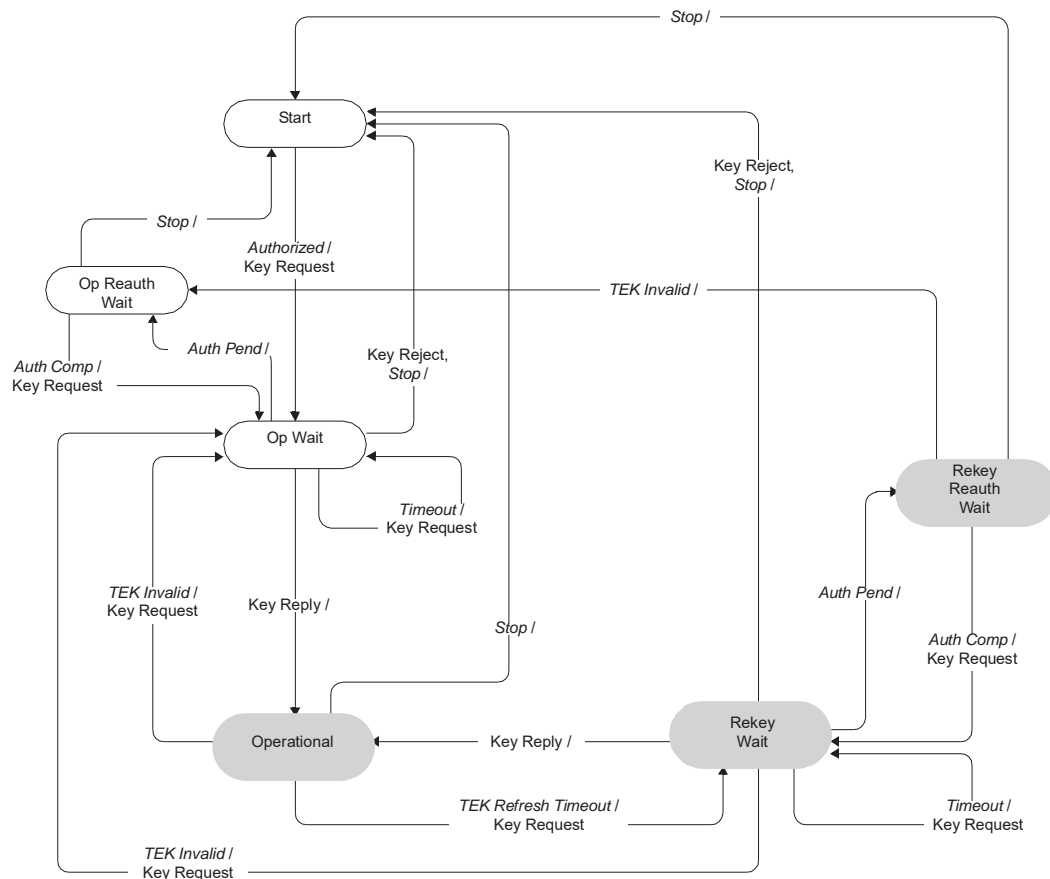 Stop /
Start
Key Reject,
Stop /
Stop /
Authorized /
Key Request
Op Reauth
Wait
TEK Invalid /
Auth Pend /
Key Reject,
Stop /
Auth Comp /
Key Request
Op Wait
Rekey
Reauth
Wait
Timeout /
Key Request
TEK Invalid /
Key Request
Key Reply /
Auth Pend /
Stop /
Auth Comp /
Key Request
Operational
Key Reply /
Rekey
Wait
TEK Refresh Timeout /
Key Request
Timeout /
Key Request
TEK Invalid /
Key Request